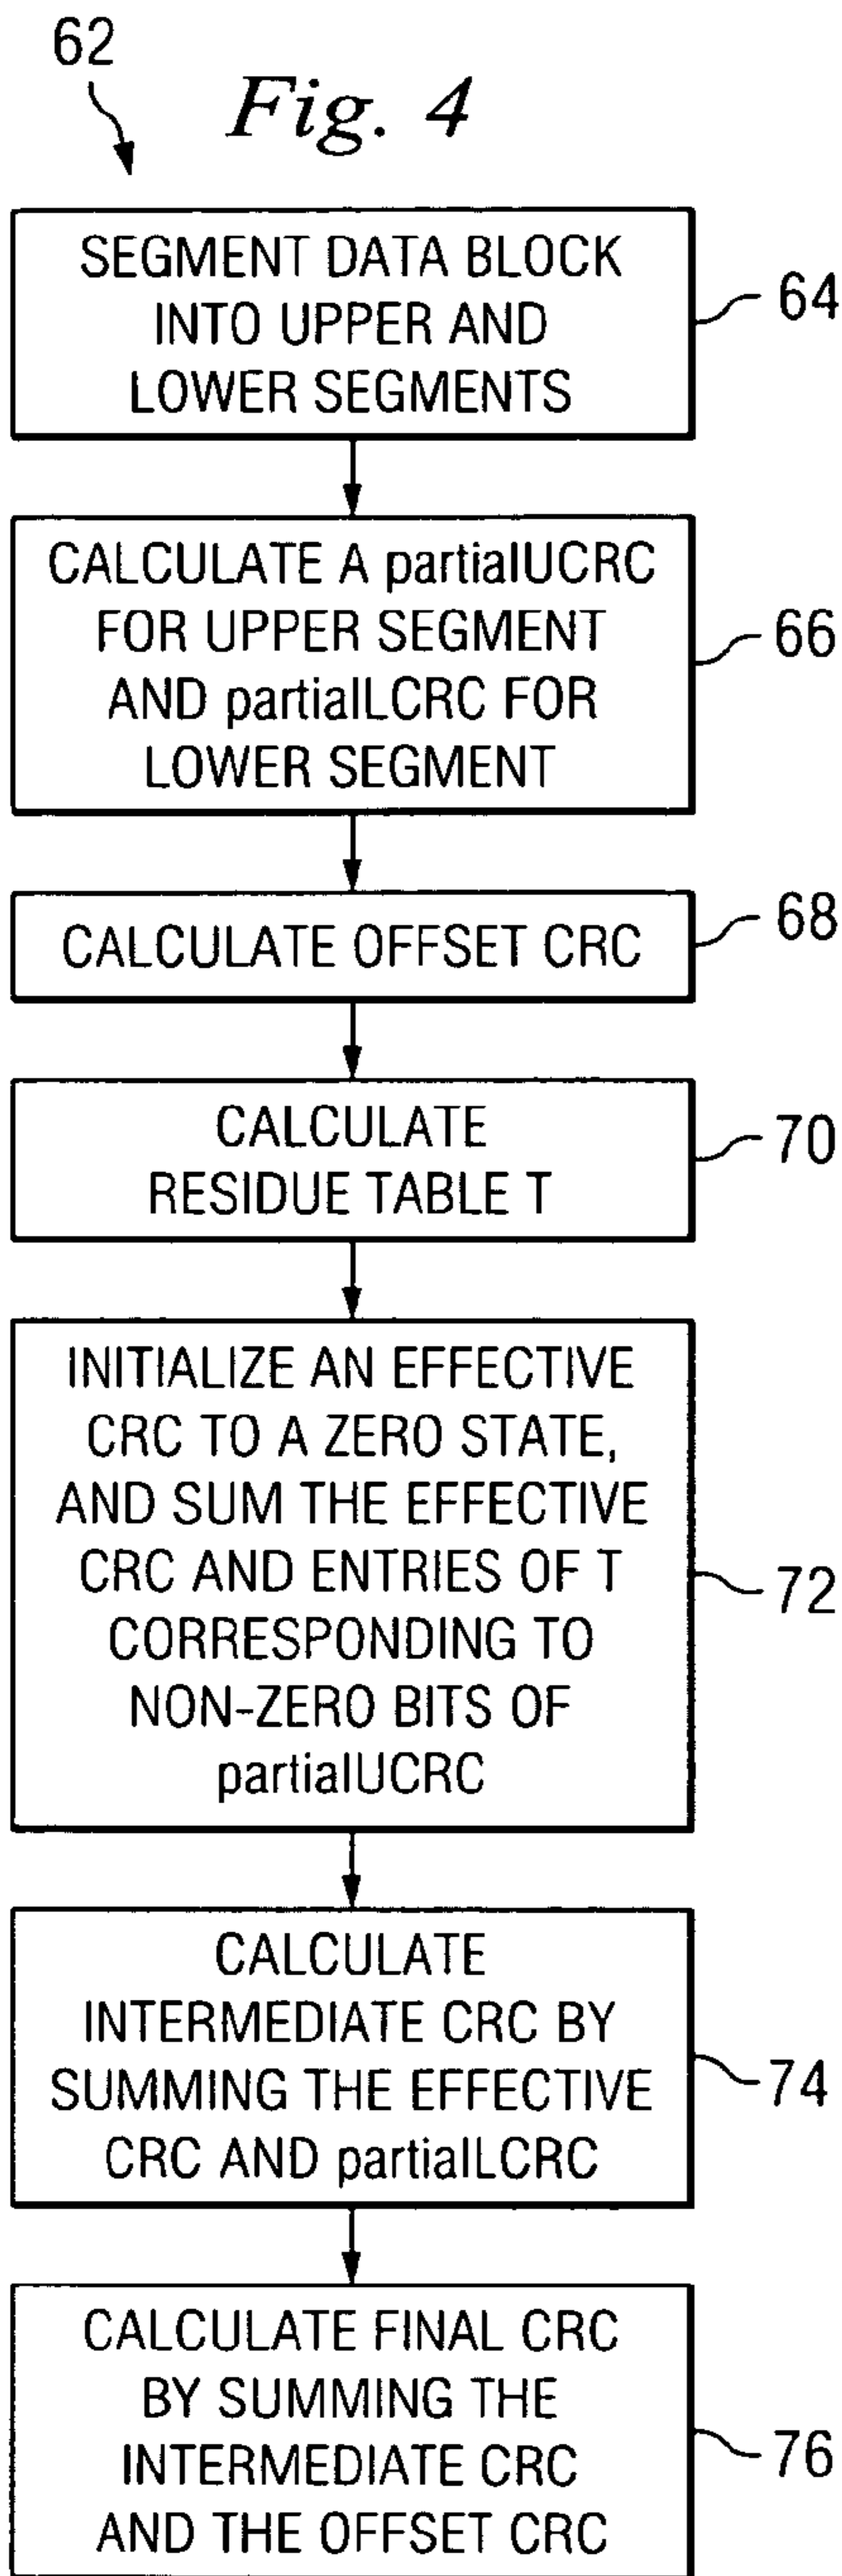 62
Fig. 4
SEGMENT DATA BLOCK
INTO UPPER AND
LOWER SEGMENTS
64
CALCULATE A partialUCRC
FOR UPPER SEGMENT
AND partialLCRC FOR
LOWER SEGMENT
66
CALCULATE OFFSET CRC
68
CALCULATE
RESIDUE TABLE T
70
INITIALIZE AN EFFECTIVE
CRC TO A ZERO STATE,
AND SUM THE EFFECTIVE
CRC AND ENTRIES OF T
CORRESPONDING TO
NON-ZERO BITS OF
partialUCRC
72
CALCULATE
INTERMEDIATE CRC BY
SUMMING THE EFFECTIVE
CRC AND partialLCRC
74
CALCULATE FINAL CRC
BY SUMMING THE
INTERMEDIATE CRC
AND THE OFFSET CRC
76